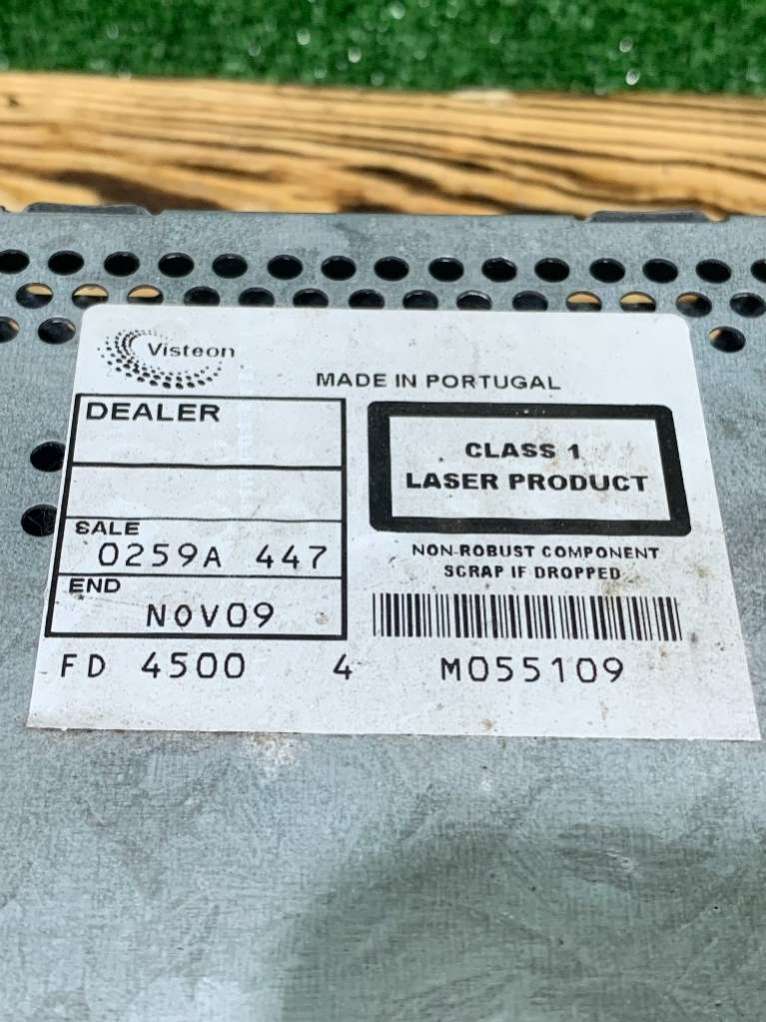 Visteon
MADE IN PORTUGAL
DEALER
CLASS 1
LASER PRODUCT
SALE
0259A 447
NON-ROBUST COMPONENT
SCRAP IF DROPPED
END
NOV09
FD 4500 4 M055109